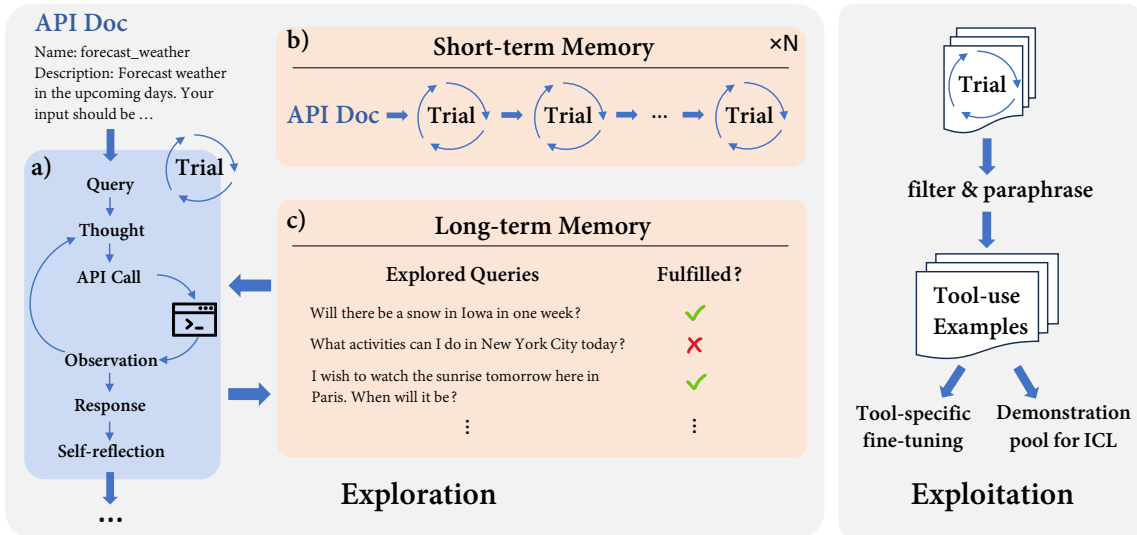 API Doc
Name: forecast_weather
Description: Forecast weather
in the upcoming days. Your
input should be ...
a)
Trial
Query
Thought
API Call
>_
Observation
Response
Self-reflection
...
b)
Short-term Memory
×N
API Doc
Trial
Trial
...
Trial
c)
Long-term Memory
Explored Queries
Fulfilled?
Will there be a snow in Iowa in one week?
What activities can I do in New York City today?
I wish to watch the sunrise tomorrow here in
Paris. When will it be?
⋮
⋮
Exploration
Trial
filter & paraphrase
Tool-use
Examples
Tool-specific
fine-tuning
Demonstration
pool for ICL
Exploitation